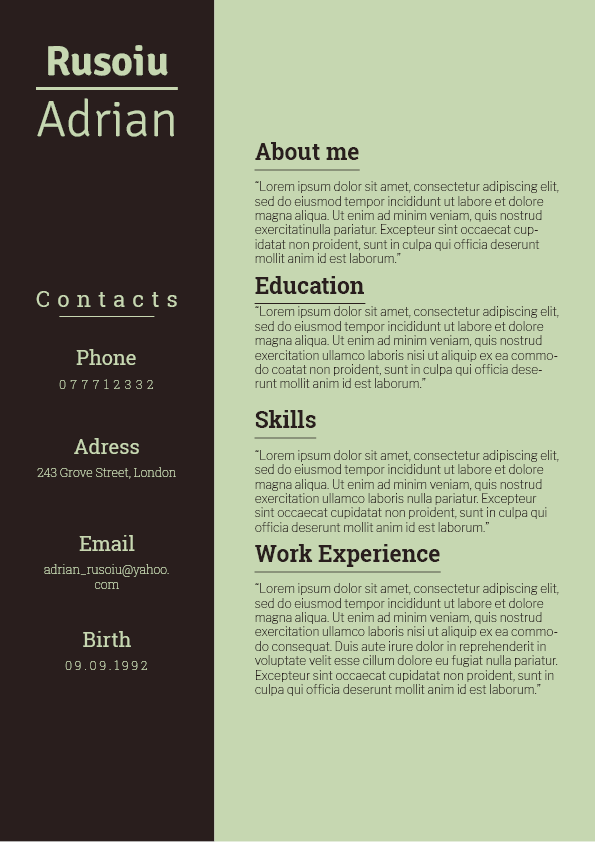 Rusoiu
Adrian
Contacts
Phone
077712332
Adress
243 Grove Street, London
Email
adrian_rusoiu@yahoo.
com
Birth
09.09.1992
About me
“Lorem ipsum dolor sit amet, consectetur adipiscing elit,
sed do eiusmod tempor incididunt ut labore et dolore
magna aliqua. Ut enim ad minim veniam, quis nostrud
exercitatinulla pariatur. Excepteur sint occaecat cup-
idatat non proident, sunt in culpa qui officia deserunt
mollit anim id est laborum.”
Education
“Lorem ipsum dolor sit amet, consectetur adipiscing elit,
sed do eiusmod tempor incididunt ut labore et dolore
magna aliqua. Ut enim ad minim veniam, quis nostrud
exercitation ullamco laboris nisi ut aliquip ex ea commo-
do coatat non proident, sunt in culpa qui officia dese-
runt mollit anim id est laborum.”
Skills
“Lorem ipsum dolor sit amet, consectetur adipiscing elit,
sed do eiusmod tempor incididunt ut labore et dolore
magna aliqua. Ut enim ad minim veniam, quis nostrud
exercitation ullamco laboris nulla pariatur. Excepteur
sint occaecat cupidatat non proident, sunt in culpa qui
officia deserunt mollit anim id est laborum.”
Work Experience
“Lorem ipsum dolor sit amet, consectetur adipiscing elit,
sed do eiusmod tempor incididunt ut labore et dolore
magna aliqua. Ut enim ad minim veniam, quis nostrud
exercitation ullamco laboris nisi ut aliquip ex ea commo-
do consequat. Duis aute irure dolor in reprehenderit in
voluptate velit esse cillum dolore eu fugiat nulla pariatur.
Excepteur sint occaecat cupidatat non proident, sunt in
culpa qui officia deserunt mollit anim id est laborum.”